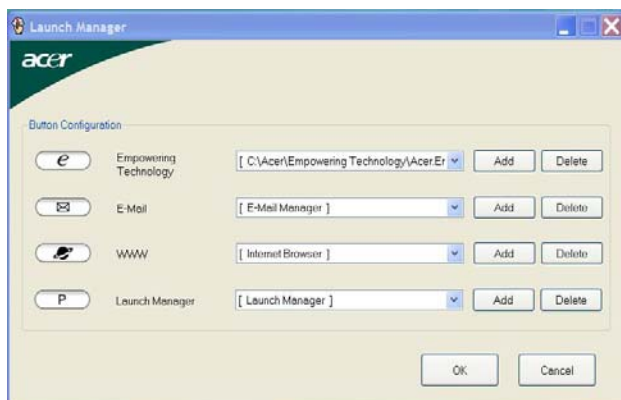 Launch Manager
acer
Button Configuration
e Empowering Technology [ C:\Acer\Empowering Technology\Acer.Er Add Delete
E-Mail [ E-Mail Manager ] Add Delete
WWW [ Internet Browser ] Add Delete
P Launch Manager [ Launch Manager ] Add Delete
OK Cancel